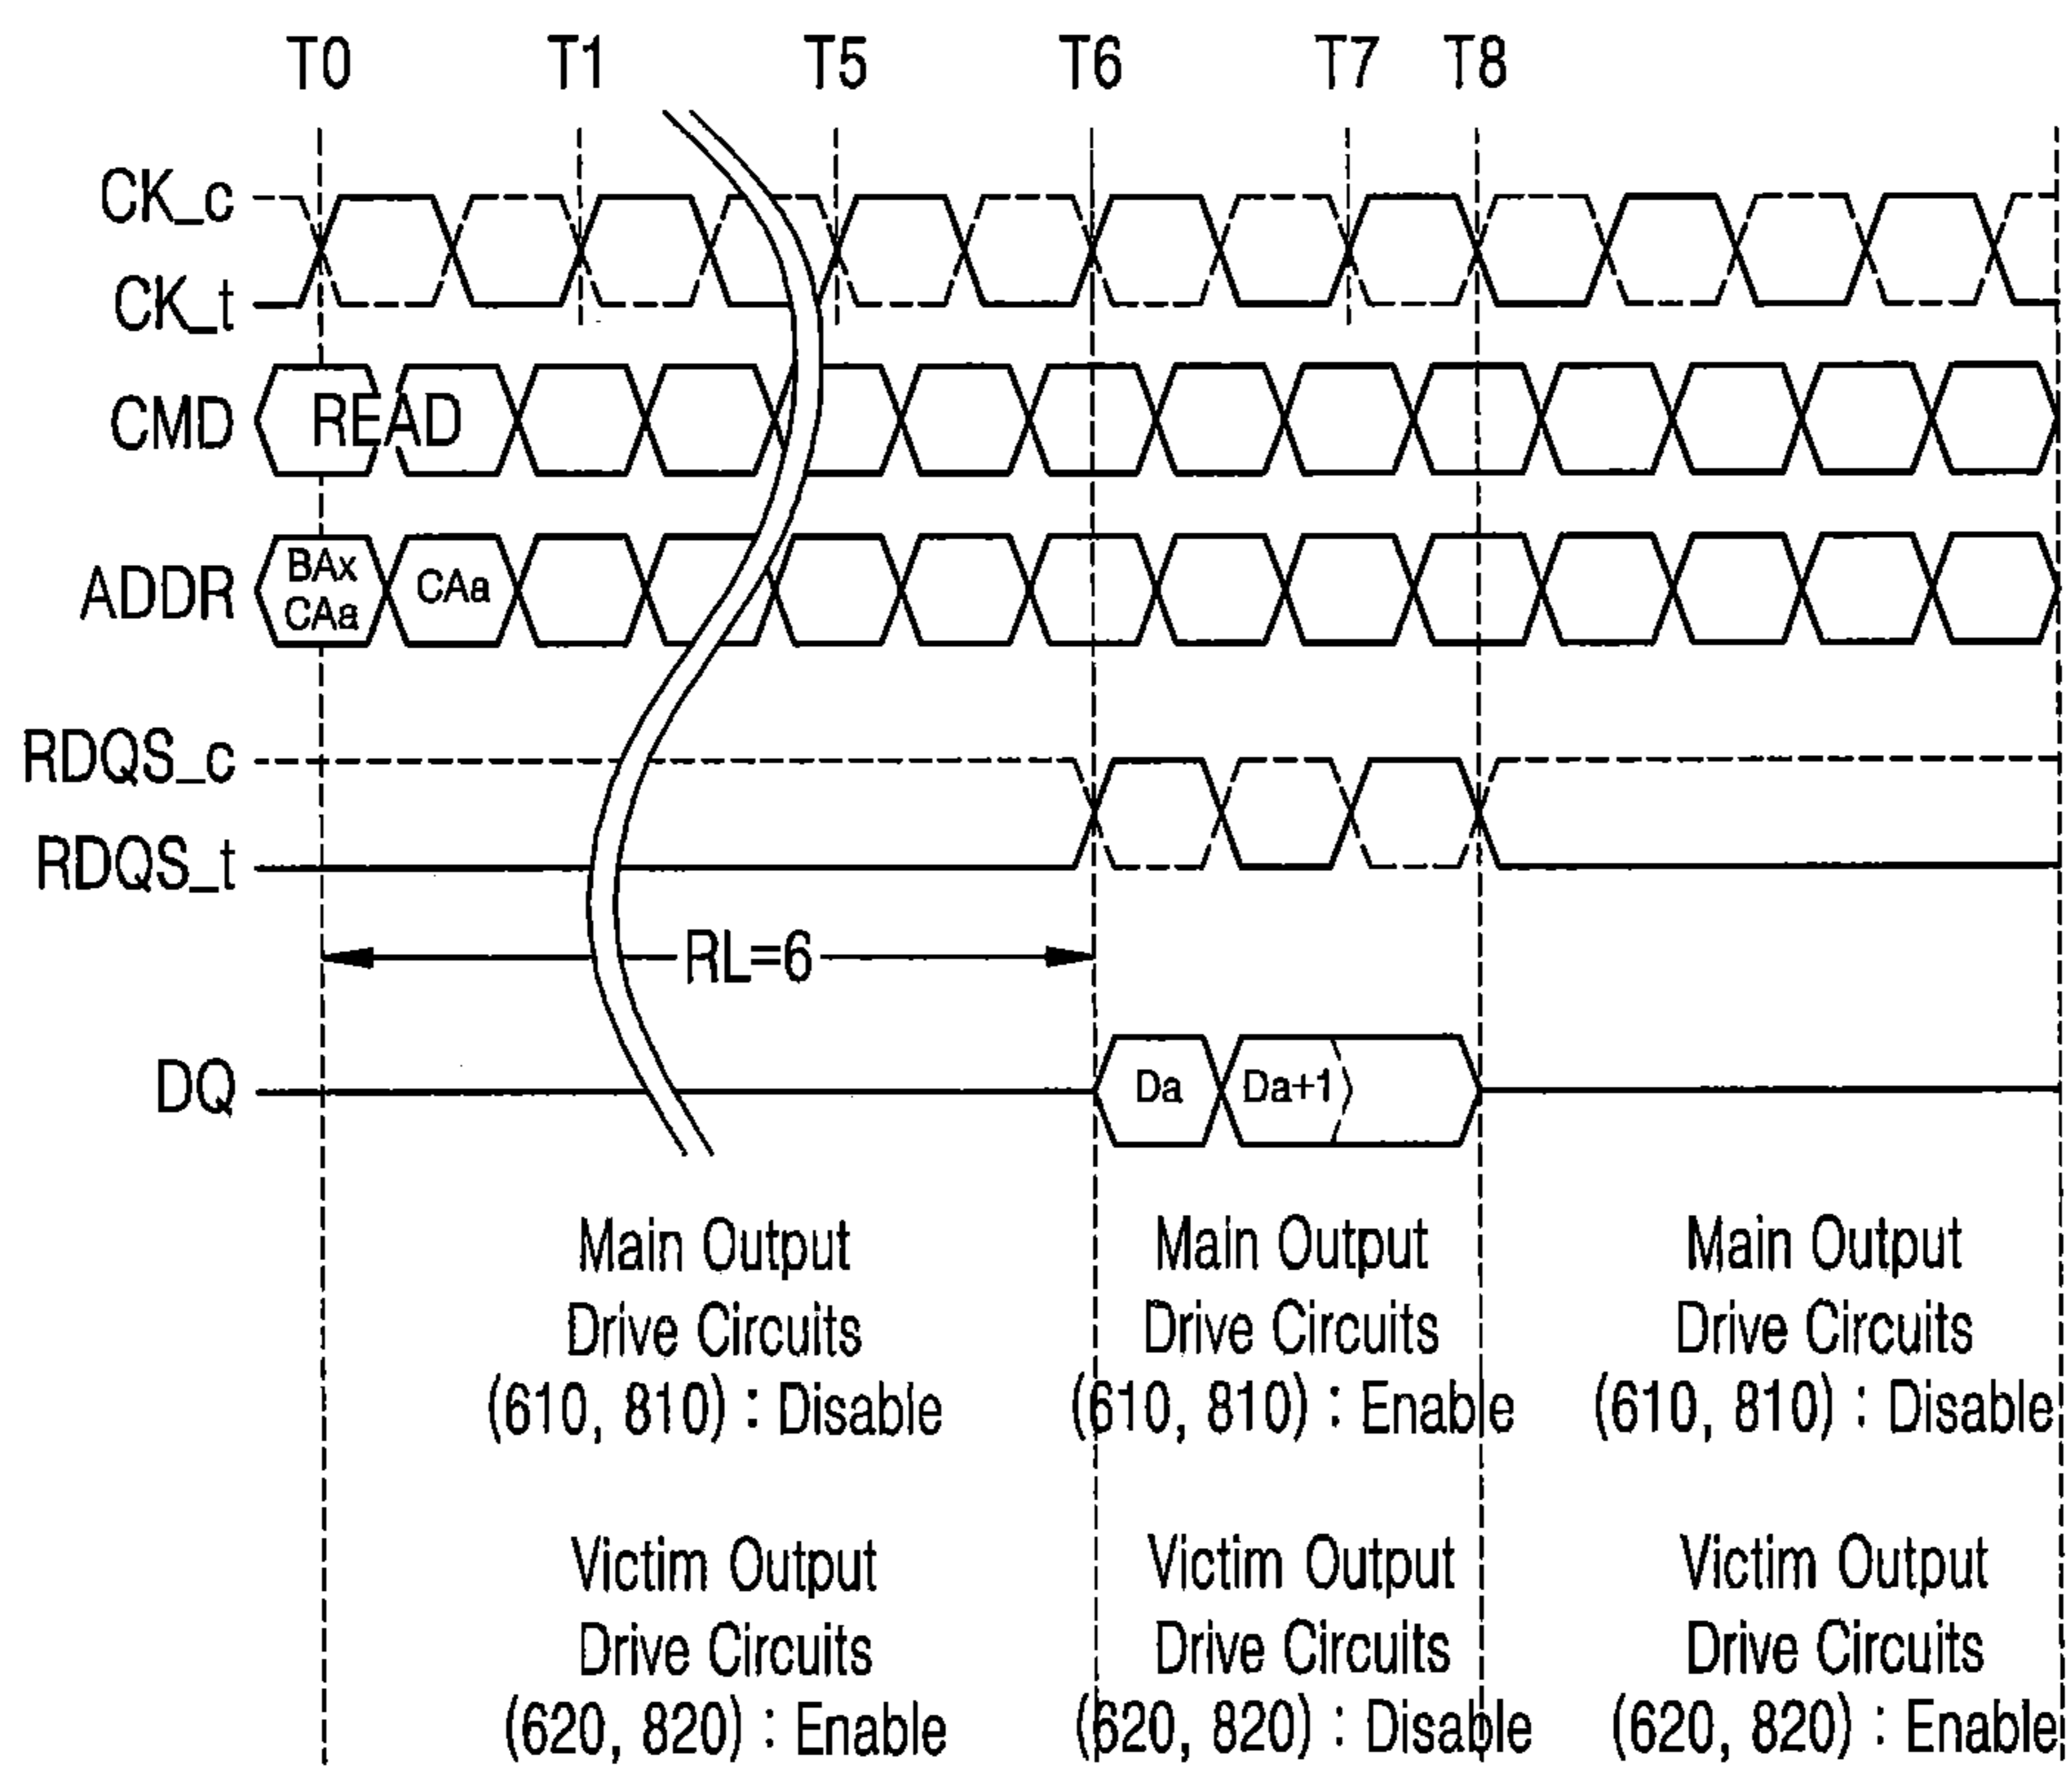 T0 T1 T5 T6 T7 T8
CK_c
CK_t
CMD READ
ADDR BAx CAa CAa
RDQS_c
RDQS_t
RL=6
DQ Da Da+1
Main Output Main Output Main Output
Drive Circuits Drive Circuits Drive Circuits
(610, 810) : Disable (610, 810) : Enable (610, 810) : Disable
Victim Output Victim Output Victim Output
Drive Circuits Drive Circuits Drive Circuits
(620, 820) : Enable (620, 820) : Disable (620, 820) : Enable